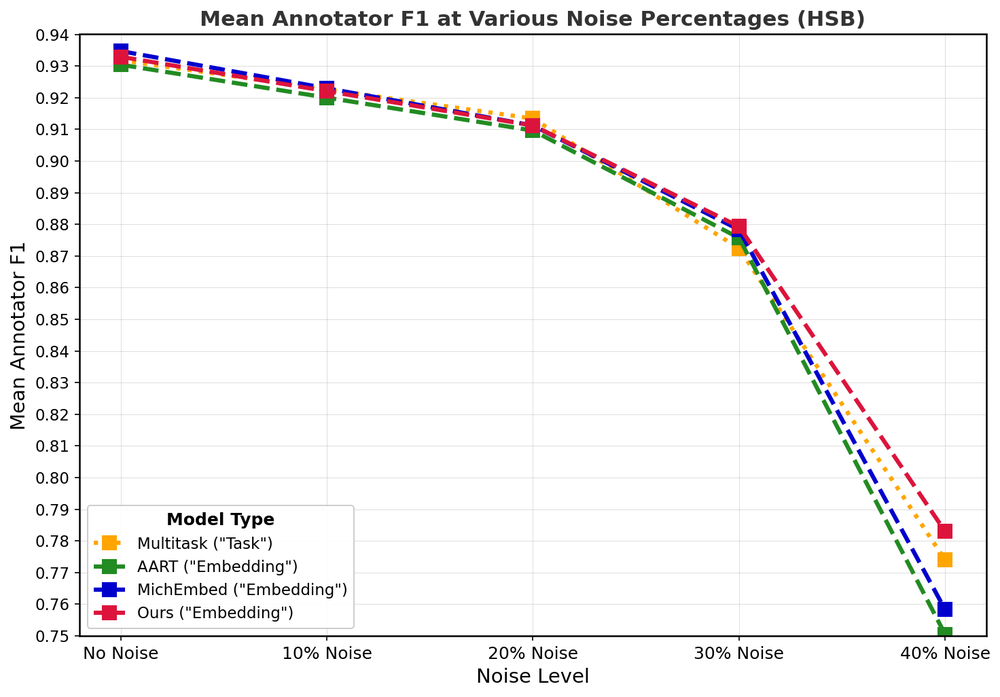 Mean Annotator F1 at Various Noise Percentages (HSB)
Mean Annotator F1
0.94
0.93
0.92
0.91
0.90
0.89
0.88
0.87
0.86
0.85
0.84
0.83
0.82
0.81
0.80
0.79
0.78
0.77
0.76
0.75
Model Type
Multitask ("Task")
AART ("Embedding")
MichEmbed ("Embedding")
Ours ("Embedding")
No Noise
10% Noise
20% Noise
30% Noise
40% Noise
Noise Level